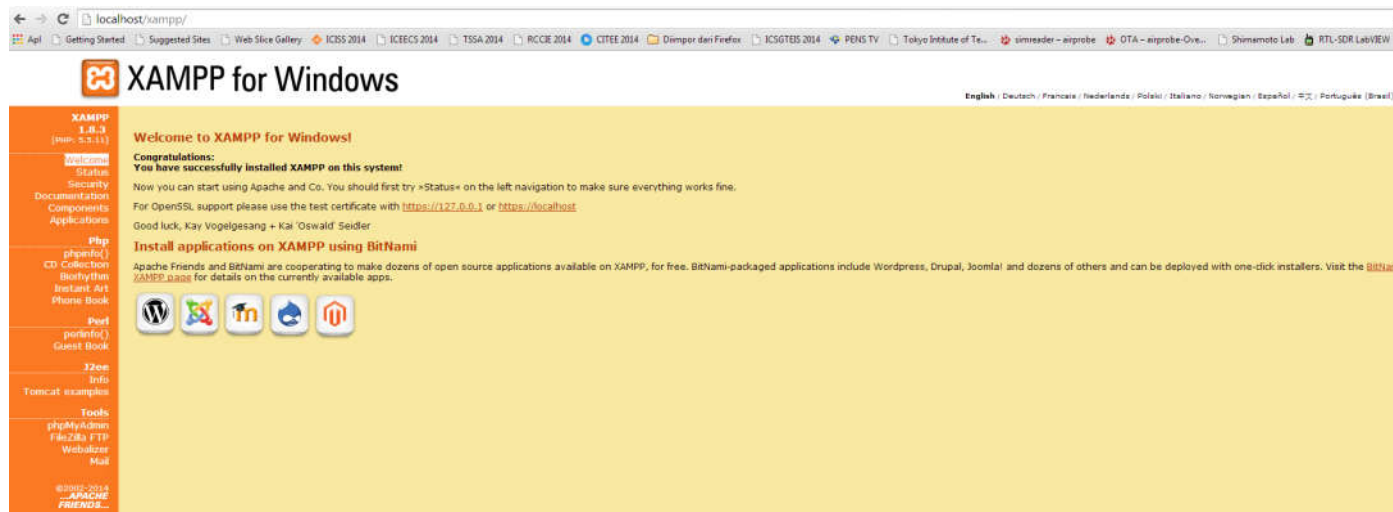 localhost/xampp/
Apl Getting Started Suggested Sites Web Slice Gallery ICISS 2014 ICEECS 2014 TSSA 2014 RCCIE 2014 CITEE 2014 Diimpor dari Firefox ICSGTEIS 2014 PENS TV Tokyo Intitute of Te... simreader – airprobe OTA – airprobe-Ove... Shimamoto Lab RTL-SDR LabVIEW
XAMPP for Windows
English / Deutsch / Francais / Nederlands / Polski / Italiano / Norwegian / Español / 中文 / Português (Brasil)
XAMPP
1.8.3
[PHP: 5.5.11]
Welcome
Status
Security
Documentation
Components
Applications
Php
phpinfo()
CD Collection
Biorhythm
Instant Art
Phone Book
Perl
perlinfo()
Guest Book
J2ee
Info
Tomcat examples
Tools
phpMyAdmin
FileZilla FTP
Webalizer
Mail
©2002-2014
...APACHE
FRIENDS...
Welcome to XAMPP for Windows!
Congratulations:
You have successfully installed XAMPP on this system!
Now you can start using Apache and Co. You should first try »Status« on the left navigation to make sure everything works fine.
For OpenSSL support please use the test certificate with https://127.0.0.1 or https://localhost
Good luck, Kay Vogelgesang + Kai 'Oswald' Seidler
Install applications on XAMPP using BitNami
Apache Friends and BitNami are cooperating to make dozens of open source applications available on XAMPP, for free. BitNami-packaged applications include Wordpress, Drupal, Joomla! and dozens of others and can be deployed with one-click installers. Visit the
XAMPP page for details on the currently available apps.